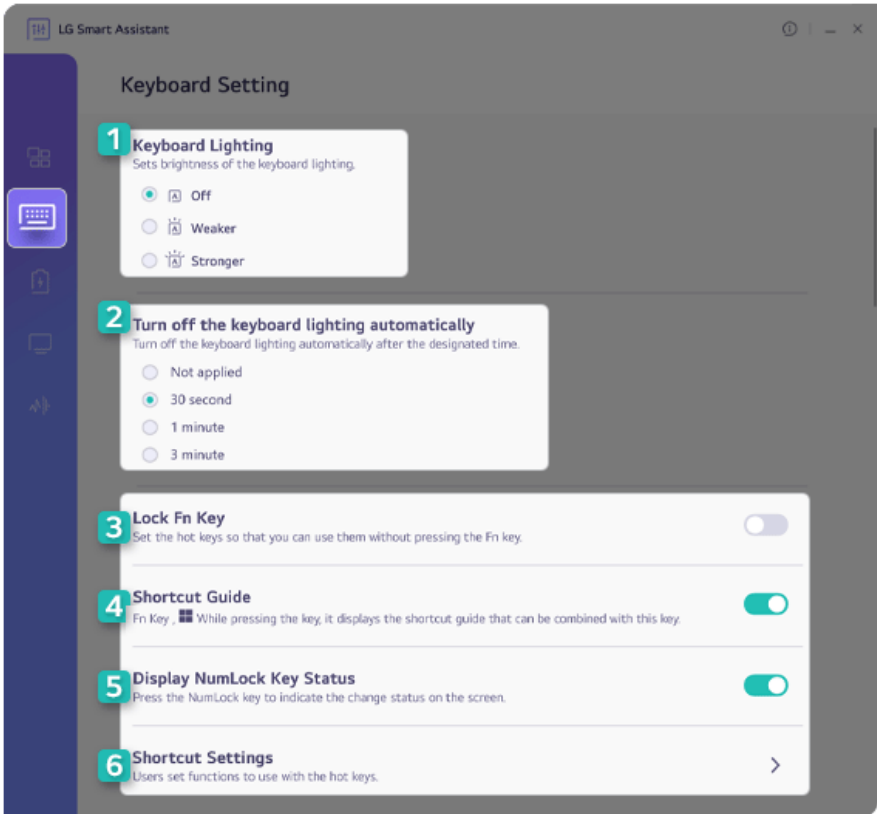 LG Smart Assistant
Keyboard Setting
1
Keyboard Lighting
Sets brightness of the keyboard lighting.
Off
Weaker
Stronger
2
Turn off the keyboard lighting automatically
Turn off the keyboard lighting automatically after the designated time.
Not applied
30 second
1 minute
3 minute
3
Lock Fn Key
Set the hot keys so that you can use them without pressing the Fn key.
4
Shortcut Guide
Fn Key , While pressing the key, it displays the shortcut guide that can be combined with this key.
5
Display NumLock Key Status
Press the NumLock key to indicate the change status on the screen.
6
Shortcut Settings
Users set functions to use with the hot keys.